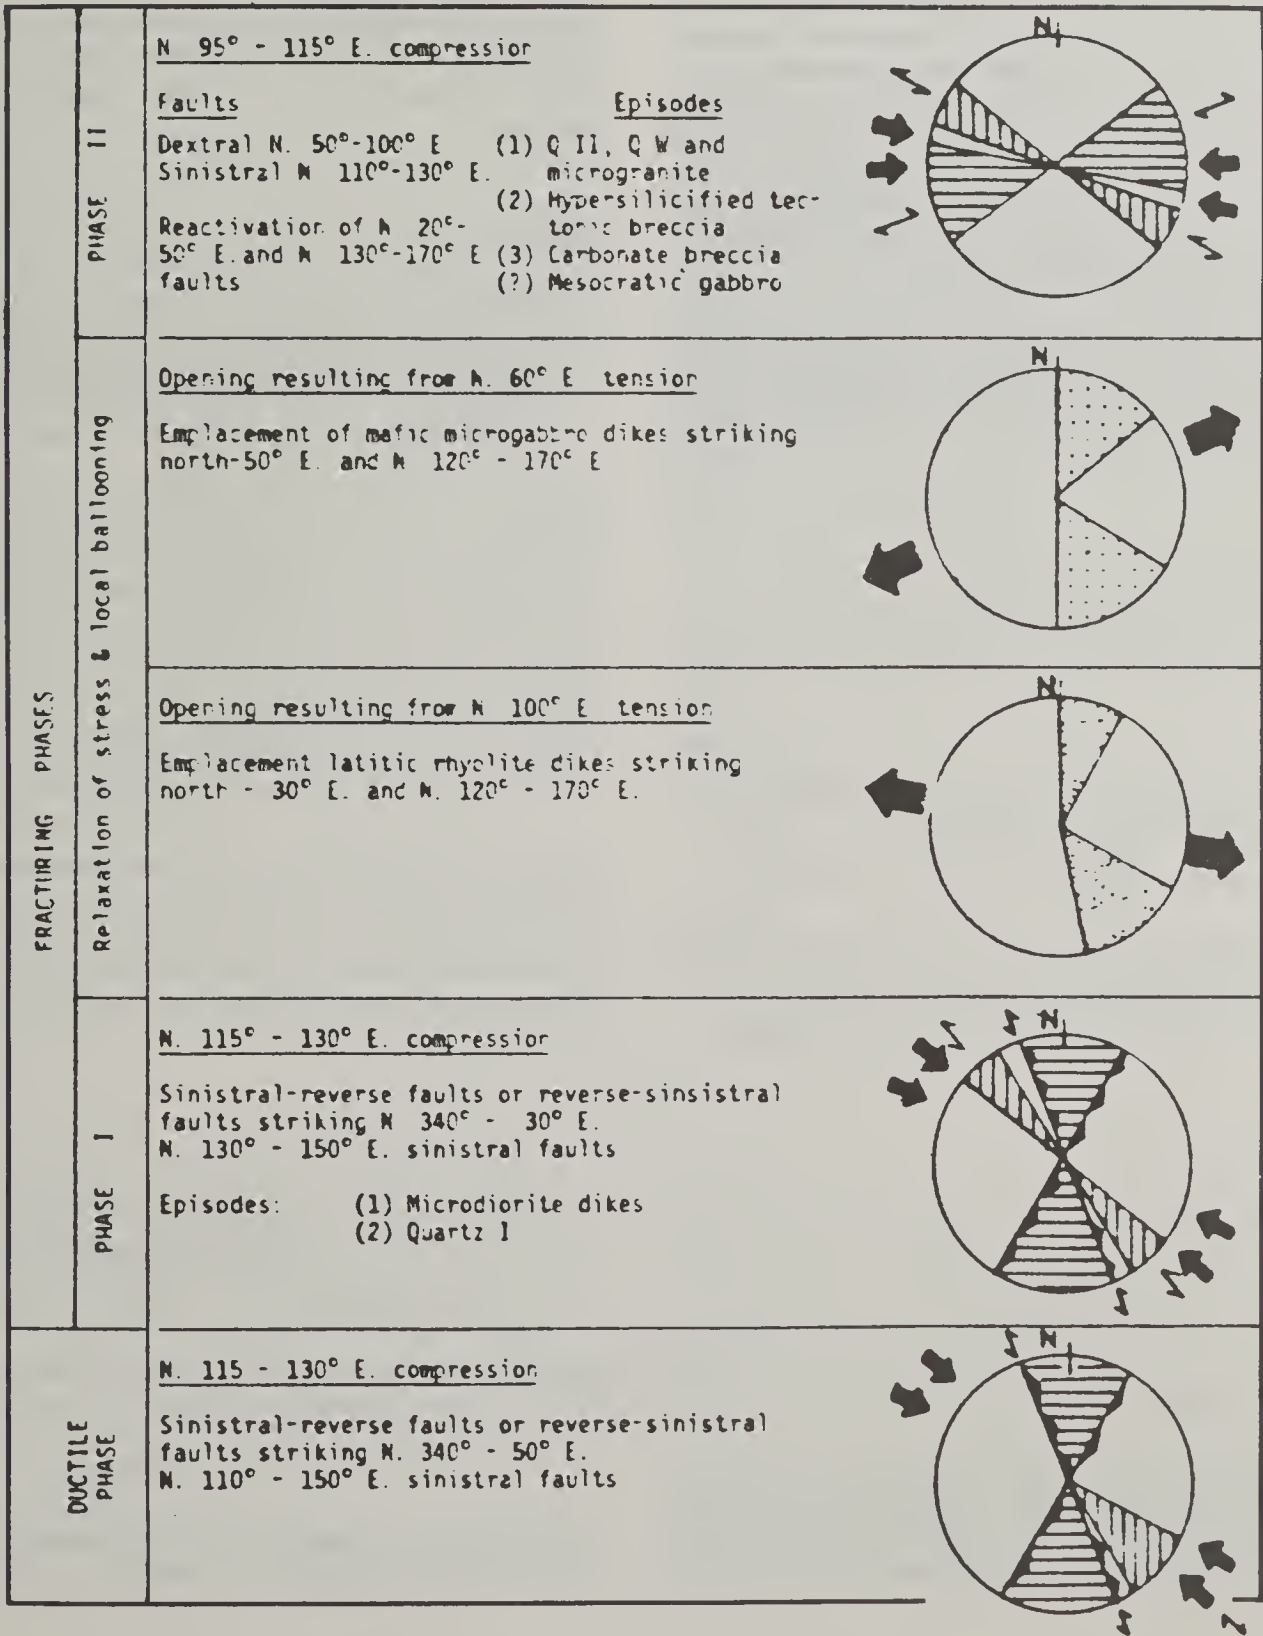 FRACTURING PHASES
PHASE II
N 95° - 115° E. compression
Faults
Episodes
Dextral N. 50°-100° E
Sinistral N 110°-130° E.
Reactivation of N 20°-
50° E. and N 130°-170° E
faults
(1) Q II, Q W and
microgranite
(2) Hypersilicified tec-
tonic breccia
(3) Carbonate breccia
(?) Mesocratic gabbro
N
Relaxation of stress & local ballooning
Opening resulting from N. 60° E tension
Emplacement of mafic microgabbro dikes striking
north-50° E. and N 120° - 170° E
N
Opening resulting from N 100° E tension
Emplacement latitic rhyolite dikes striking
north - 30° E. and N. 120° - 170° E.
N
PHASE I
N. 115° - 130° E. compression
Sinistral-reverse faults or reverse-sinsistral
faults striking N 340° - 30° E.
N. 130° - 150° E. sinistral faults
Episodes: (1) Microdiorite dikes
(2) Quartz I
N
DUCTILE
PHASE
N. 115 - 130° E. compression
Sinistral-reverse faults or reverse-sinistral
faults striking N. 340° - 50° E.
N. 110° - 150° E. sinistral faults
N